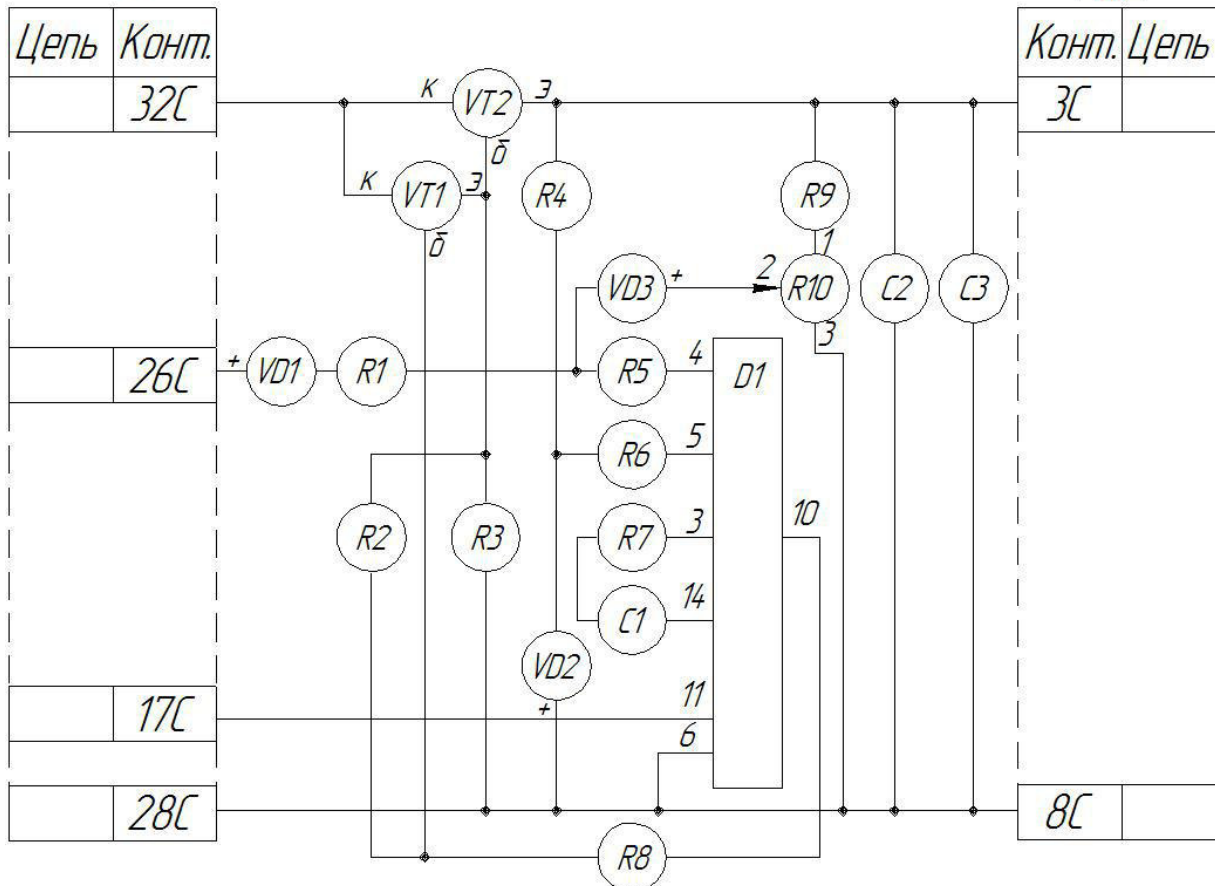 Цепь Конт. Конт. Цепь
32С к VT2 э 3С
б
к VT1 э R4 R9
б 1
VD3 + 2 R10 C2 C3
3
26С + VD1 R1 R5 4 D1
R6 5
R2 R3 R7 3 10
C1 14
VD2
17С + 11
6
28С 8С
R8